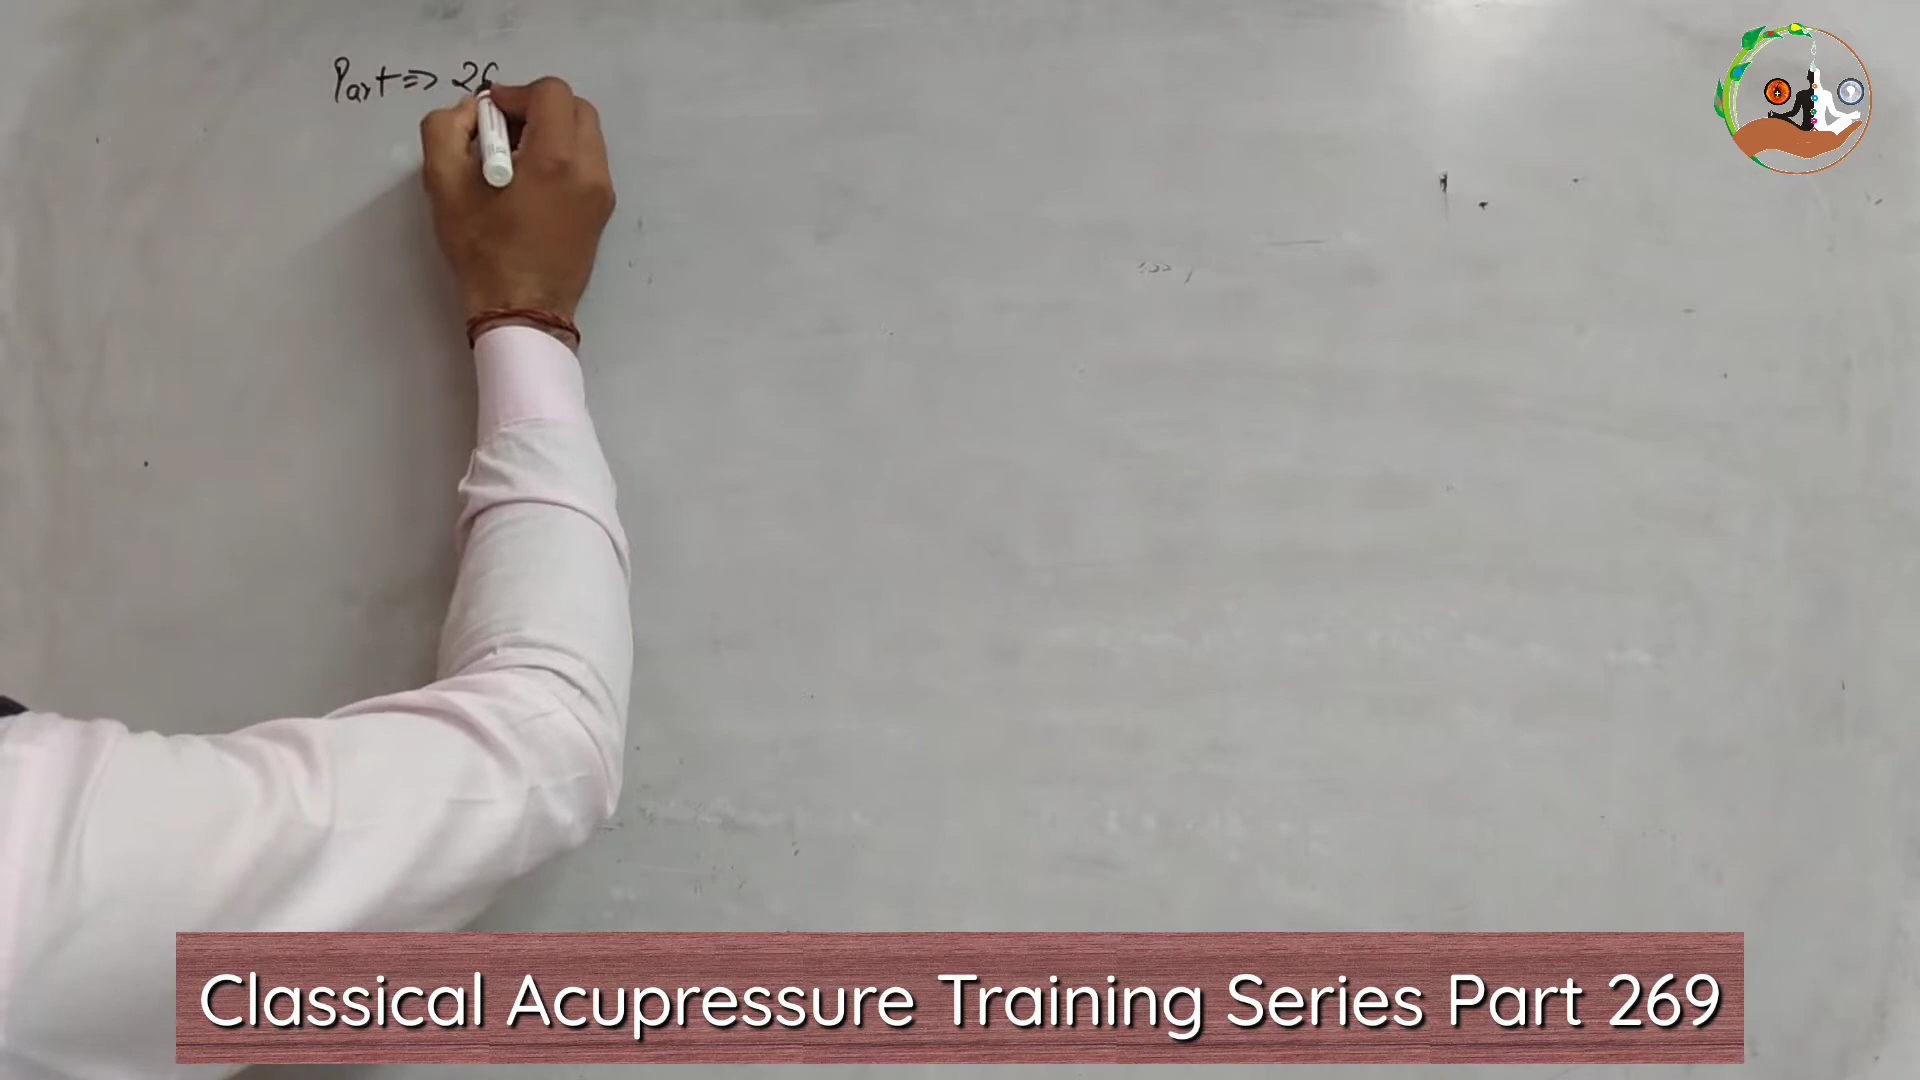 Part => 26
Classical Acupressure Training Series Part 269